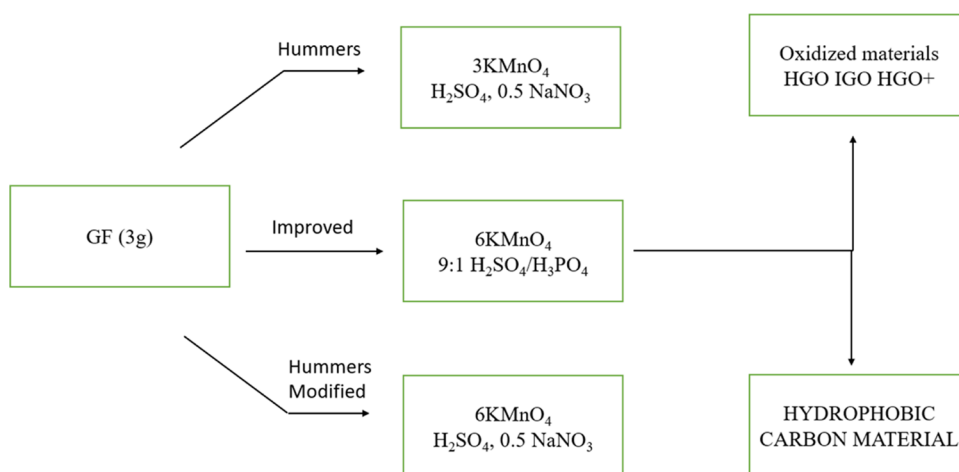 Hummers
3KMnO₄
H₂SO₄, 0.5 NaNO₃
Oxidized materials
HGO IGO HGO+
GF (3g)
Improved
6KMnO₄
9:1 H₂SO₄/H₃PO₄
Hummers
Modified
6KMnO₄
H₂SO₄, 0.5 NaNO₃
HYDROPHOBIC
CARBON MATERIAL